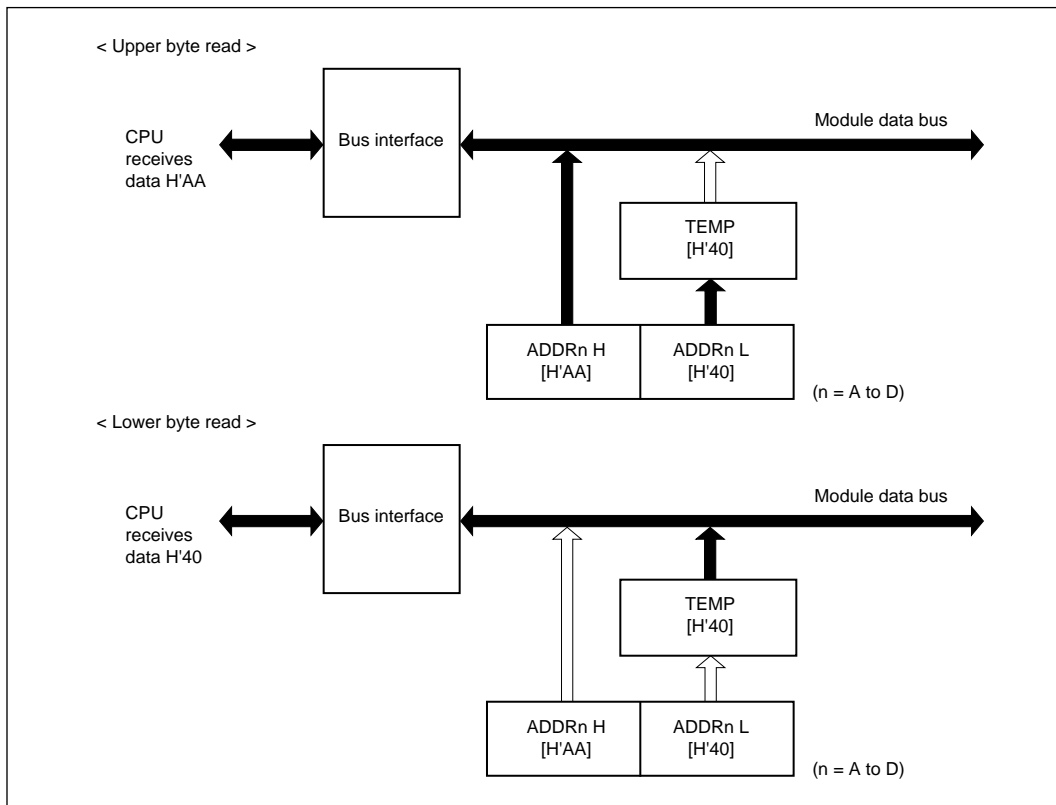 < Upper byte read >
CPU
receives
data H'AA
Bus interface
Module data bus
TEMP
[H'40]
ADDRn H
[H'AA]
ADDRn L
[H'40]
(n = A to D)
< Lower byte read >
CPU
receives
data H'40
Bus interface
Module data bus
TEMP
[H'40]
ADDRn H
[H'AA]
ADDRn L
[H'40]
(n = A to D)